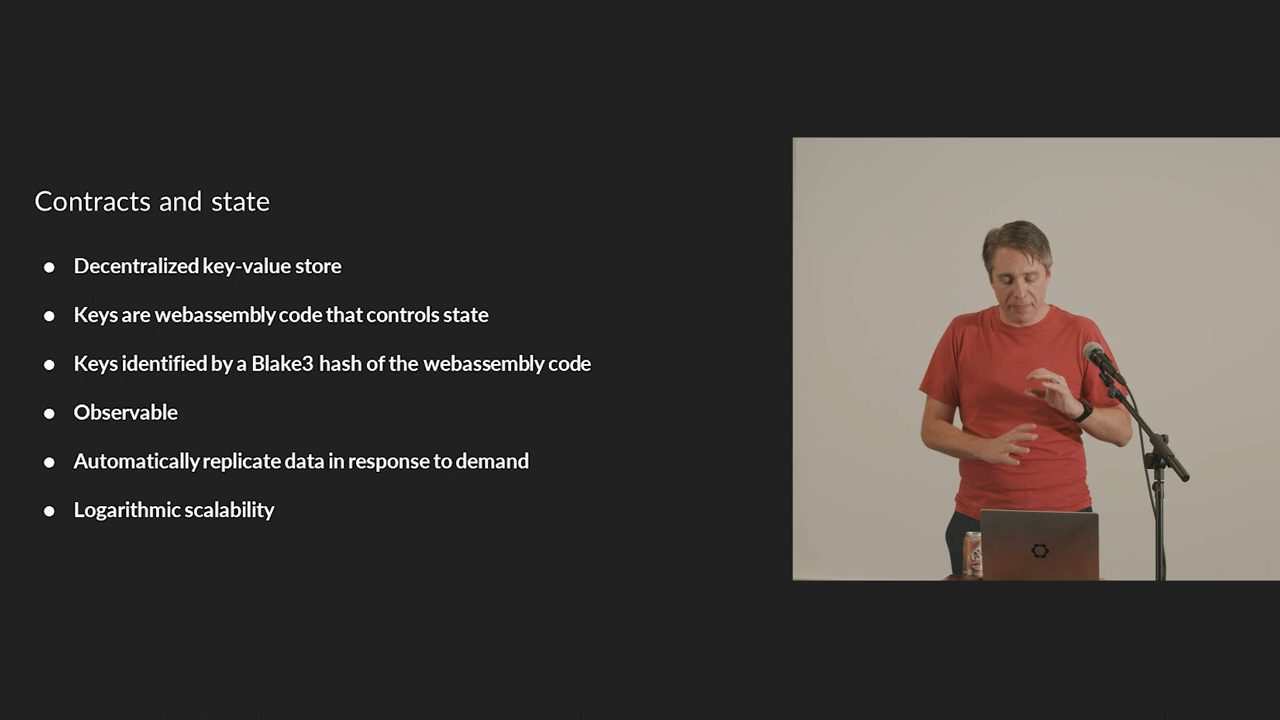 Contracts and state
● Decentralized key-value store
● Keys are webassembly code that controls state
● Keys identified by a Blake3 hash of the webassembly code
● Observable
● Automatically replicate data in response to demand
● Logarithmic scalability